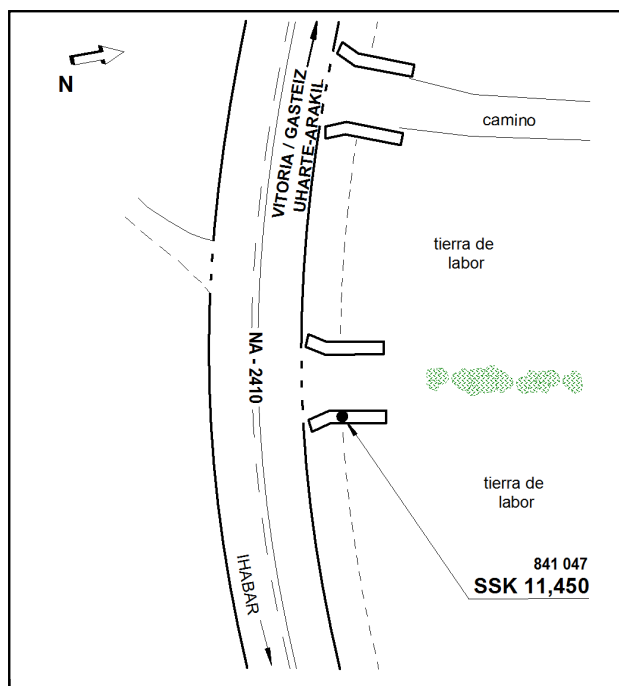 N
VITORIA / GASTEIZ
UHARTE-ARAKIL
camino
tierra de
labor
NA - 2410
tierra de
labor
IHABAR
841 047
SSK 11,450